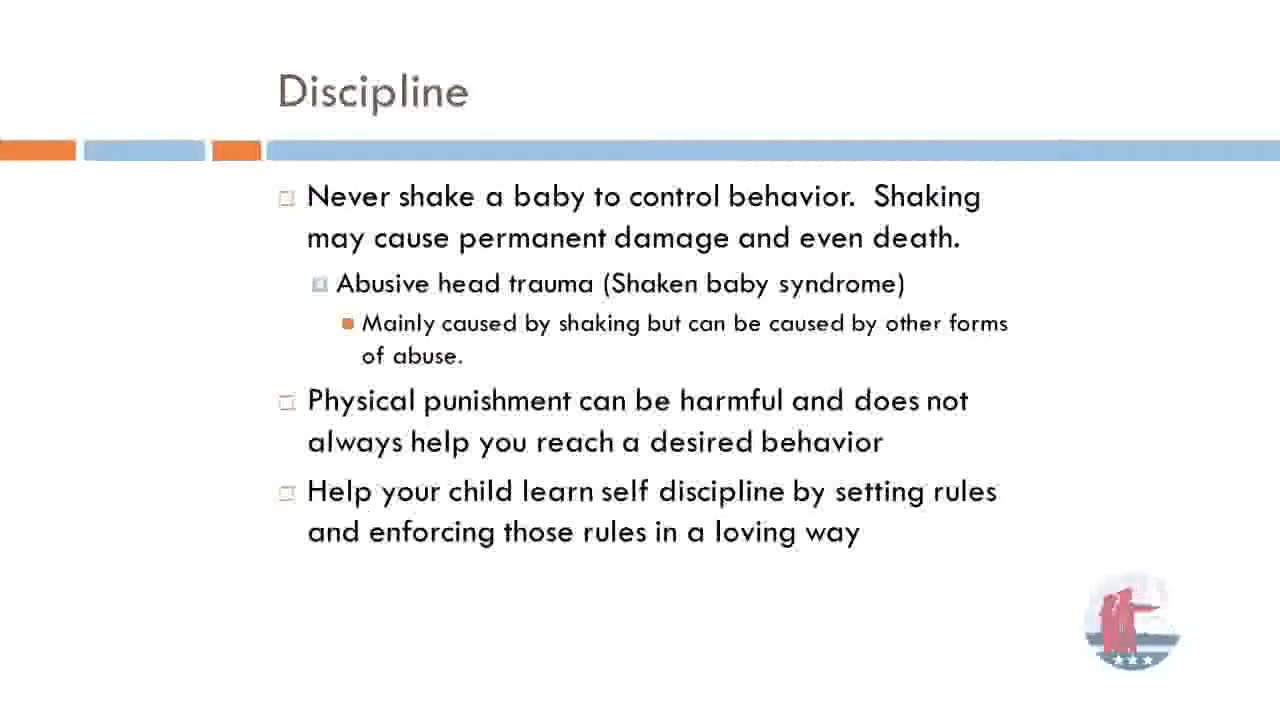 Discipline
Never shake a baby to control behavior.  Shaking
may cause permanent damage and even death.
Abusive head trauma (Shaken baby syndrome)
Mainly caused by shaking but can be caused by other forms
of abuse.
Physical punishment can be harmful and does not
always help you reach a desired behavior
Help your child learn self discipline by setting rules
and enforcing those rules in a loving way